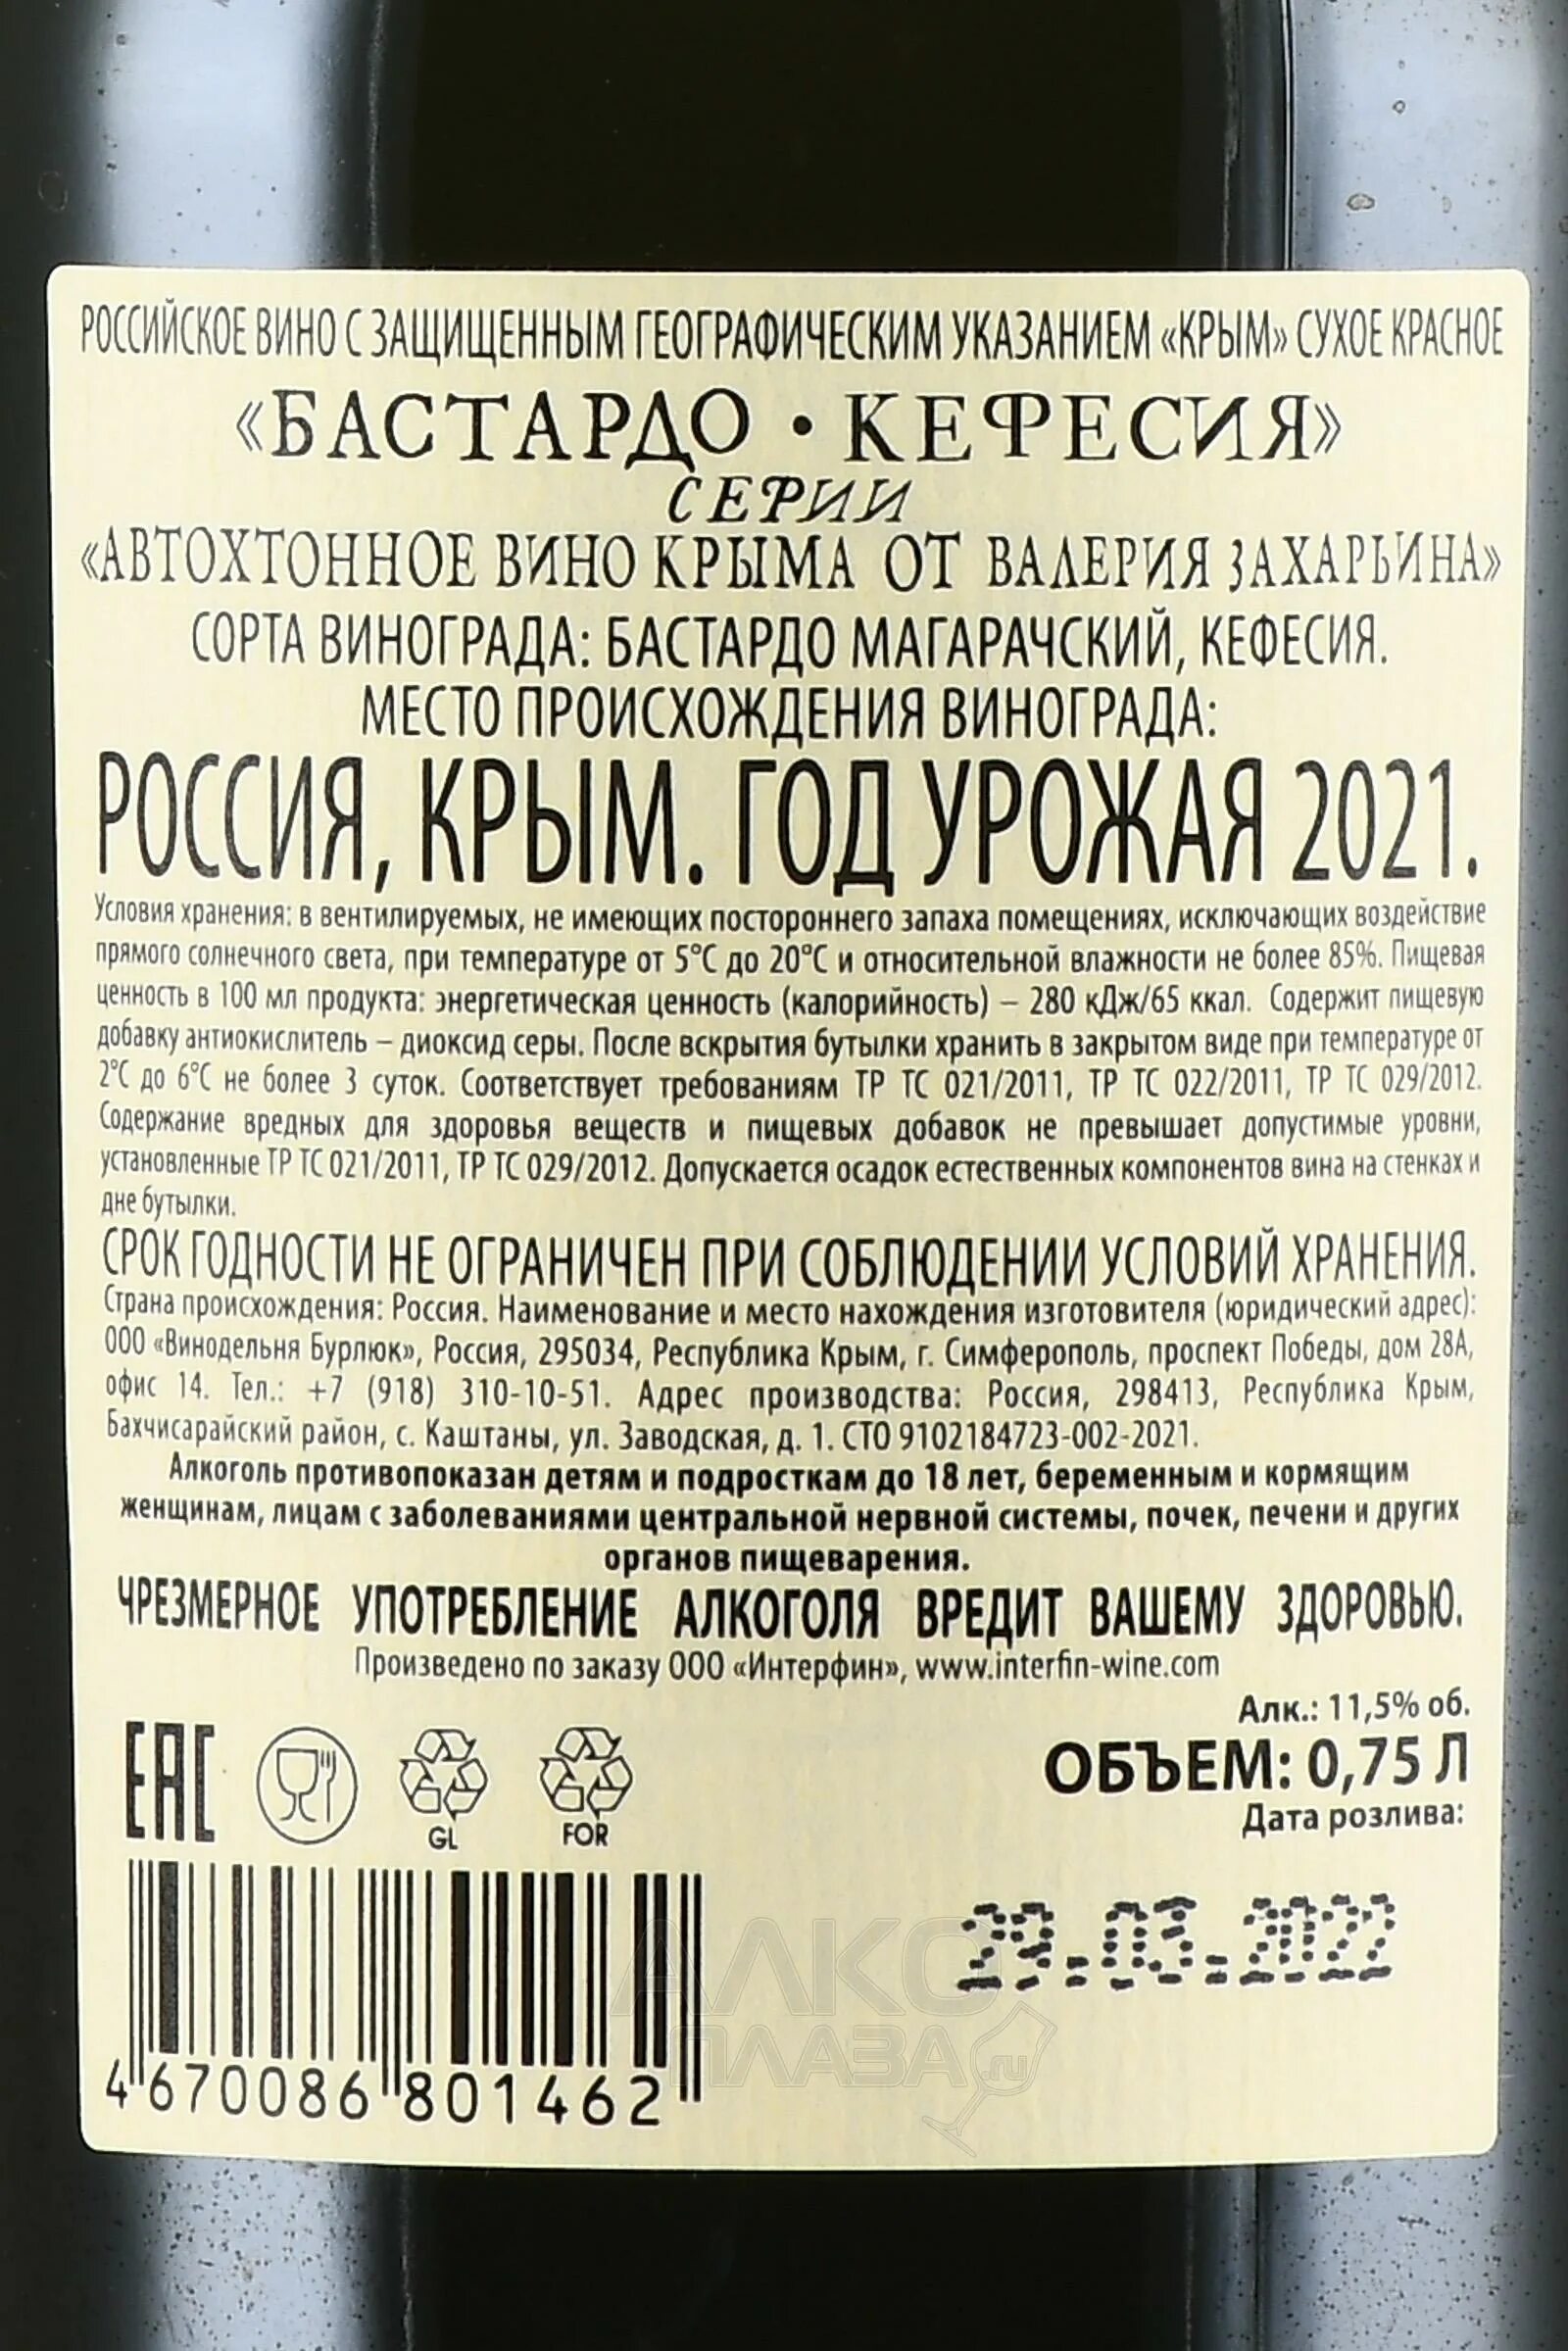 РОССИЙСКОЕ ВИНО С ЗАЩИЩЕННЫМ ГЕОГРАФИЧЕСКИМ УКАЗАНИЕМ «КРЫМ» СУХОЕ КРАСНОЕ
«БАСТАРДО • КЕФЕСИЯ»
СЕРИИ
«АВТОХТОННОЕ ВИНО КРЫМА ОТ ВАЛЕРИЯ ЗАХАРЬИНА»
СОРТА ВИНОГРАДА: БАСТАРДО МАГАРАЧСКИЙ, КЕФЕСИЯ.
МЕСТО ПРОИСХОЖДЕНИЯ ВИНОГРАДА:
РОССИЯ, КРЫМ. ГОД УРОЖАЯ 2021.
Условия хранения: в вентилируемых, не имеющих постороннего запаха помещениях, исключающих воздействие
прямого солнечного света, при температуре от 5°С до 20°С и относительной влажности не более 85%. Пищевая
ценность в 100 мл продукта: энергетическая ценность (калорийность) – 280 кДж/65 ккал. Содержит пищевую
добавку антиокислитель – диоксид серы. После вскрытия бутылки хранить в закрытом виде при температуре от
2°С до 6°С не более 3 суток. Соответствует требованиям ТР ТС 021/2011, ТР ТС 022/2011, ТР ТС 029/2012.
Содержание вредных для здоровья веществ и пищевых добавок не превышает допустимые уровни,
установленные ТР ТС 021/2011, ТР ТС 029/2012. Допускается осадок естественных компонентов вина на стенках и
дне бутылки.
СРОК ГОДНОСТИ НЕ ОГРАНИЧЕН ПРИ СОБЛЮДЕНИИ УСЛОВИЙ ХРАНЕНИЯ.
Страна происхождения: Россия. Наименование и место нахождения изготовителя (юридический адрес):
ООО «Винодельня Бурлюк», Россия, 295034, Республика Крым, г. Симферополь, проспект Победы, дом 28А,
офис 14. Тел.: +7 (918) 310-10-51. Адрес производства: Россия, 298413, Республика Крым,
Бахчисарайский район, с. Каштаны, ул. Заводская, д. 1. СТО 9102184723-002-2021.
Алкоголь противопоказан детям и подросткам до 18 лет, беременным и кормящим
женщинам, лицам с заболеваниями центральной нервной системы, почек, печени и других
органов пищеварения.
ЧРЕЗМЕРНОЕ УПОТРЕБЛЕНИЕ АЛКОГОЛЯ ВРЕДИТ ВАШЕМУ ЗДОРОВЬЮ.
Произведено по заказу ООО «Интерфин», www.interfin-wine.com
Алк.: 11,5% об.
ОБЪЕМ: 0,75 Л
Дата розлива:
EAC
GL
FOR
29.03.2022
4 670086 801462
АЛКО
ПЛАЗА.ru